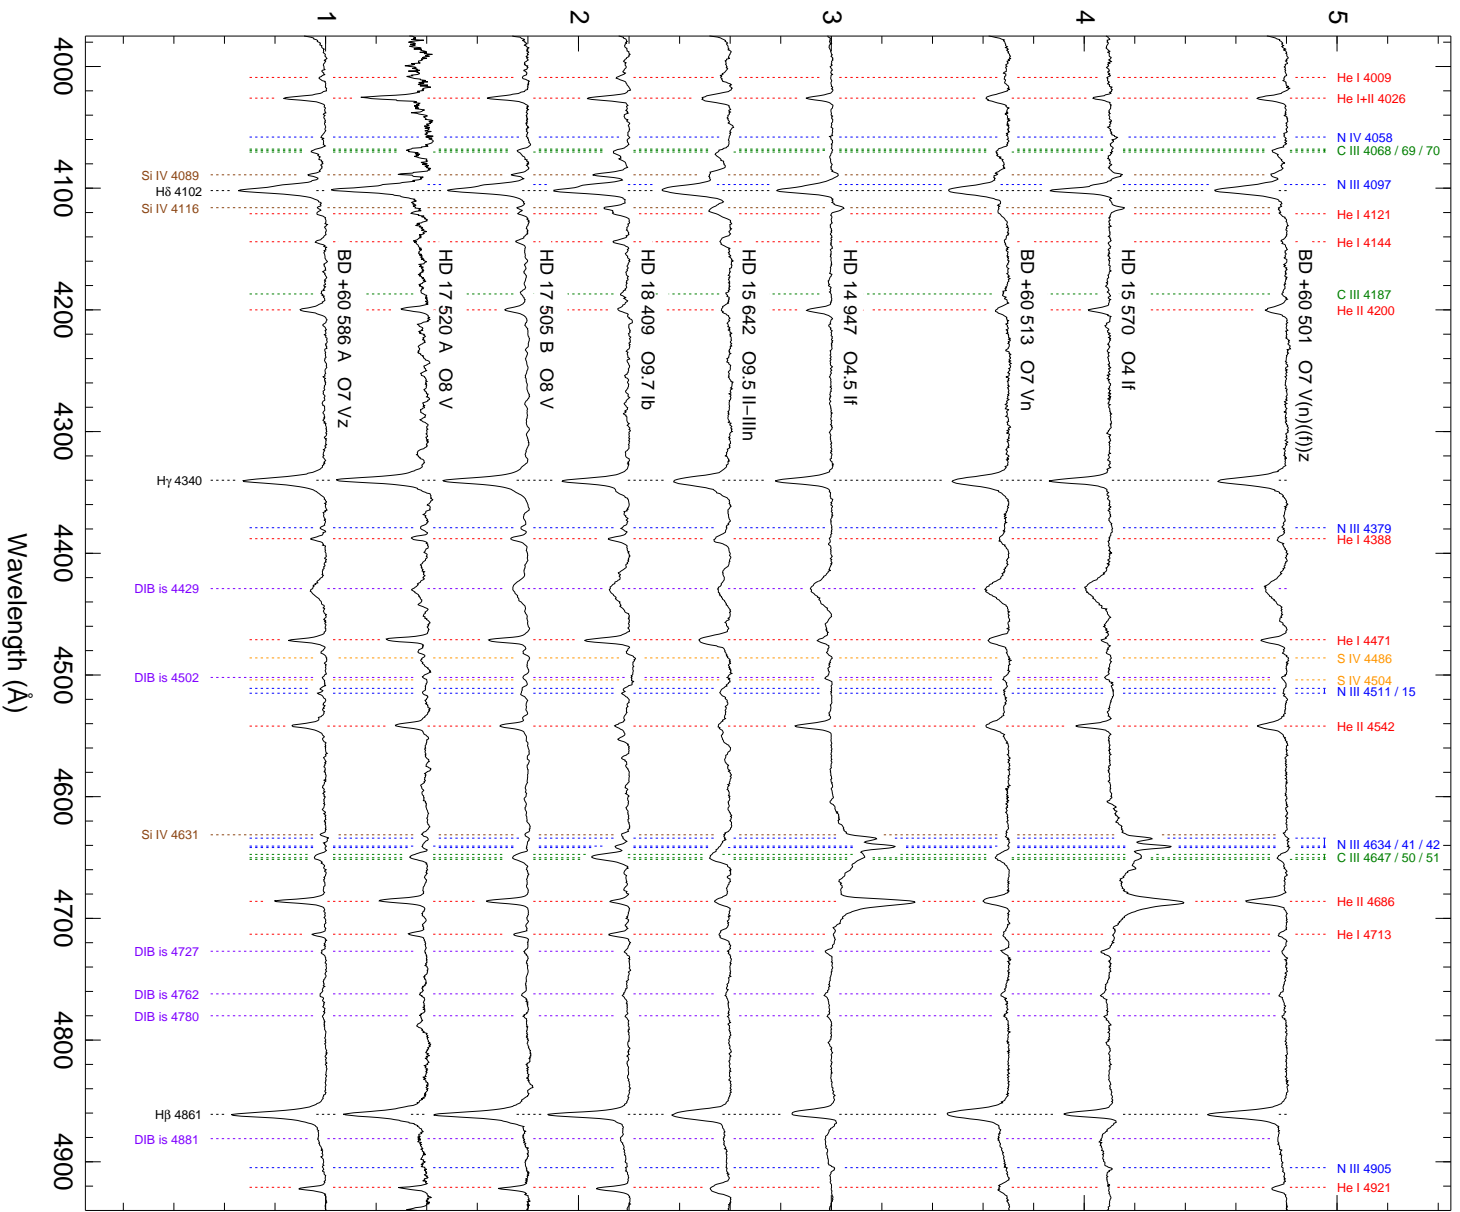 1
2
3
4
5
4000
4100
4200
4300
4400
4500
4600
4700
4800
4900
Wavelength (Å)
He I 4009
He I+II 4026
N IV 4058
C III 4068 / 69 / 70
N III 4097
He I 4121
He I 4144
C III 4187
He II 4200
N III 4379
He I 4388
He I 4471
S IV 4486
S IV 4504
N III 4511 / 15
He II 4542
N III 4634 / 41 / 42
C III 4647 / 50 / 51
He II 4686
He I 4713
N III 4905
He I 4921
Si IV 4089
Hδ 4102
Si IV 4116
Hγ 4340
DIB is 4429
DIB is 4502
Si IV 4631
DIB is 4727
DIB is 4762
DIB is 4780
Hβ 4861
DIB is 4881
BD +60 501 O7 V(n)((f))z
HD 15 570 O4 If
BD +60 513 O7 Vn
HD 14 947 O4.5 If
HD 15 642 O9.5 II−IIIn
HD 18 409 O9.7 Ib
HD 17 505 B O8 V
HD 17 520 A O8 V
BD +60 586 A O7 Vz